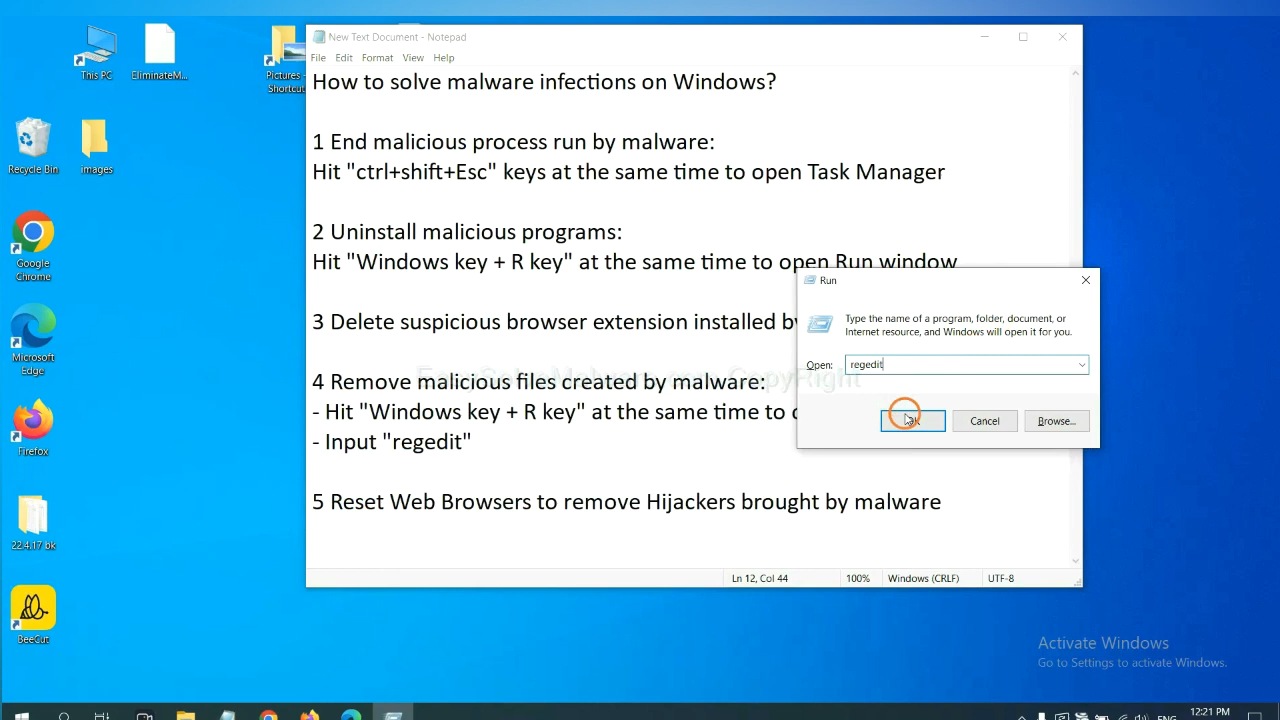 This PC
EliminateM...
Pictures -
Shortcut
Recycle Bin
images
Google
Chrome
Microsoft
Edge
Firefox
22.4.17 bk
BeeCut
New Text Document - Notepad
File Edit Format View Help
How to solve malware infections on Windows?
1 End malicious process run by malware:
Hit "ctrl+shift+Esc" keys at the same time to open Task Manager
2 Uninstall malicious programs:
Hit "Windows key + R key" at the same time to open Run window
3 Delete suspicious browser extension installed by
4 Remove malicious files created by malware:
- Hit "Windows key + R key" at the same time to
- Input "regedit"
5 Reset Web Browsers to remove Hijackers brought by malware
Ln 12, Col 44 100% Windows (CRLF) UTF-8
Run
Type the name of a program, folder, document, or
Internet resource, and Windows will open it for you.
Open: regedit
OK Cancel Browse...
CopyRight
Activate Windows
Go to Settings to activate Windows.
ENG
12:21 PM